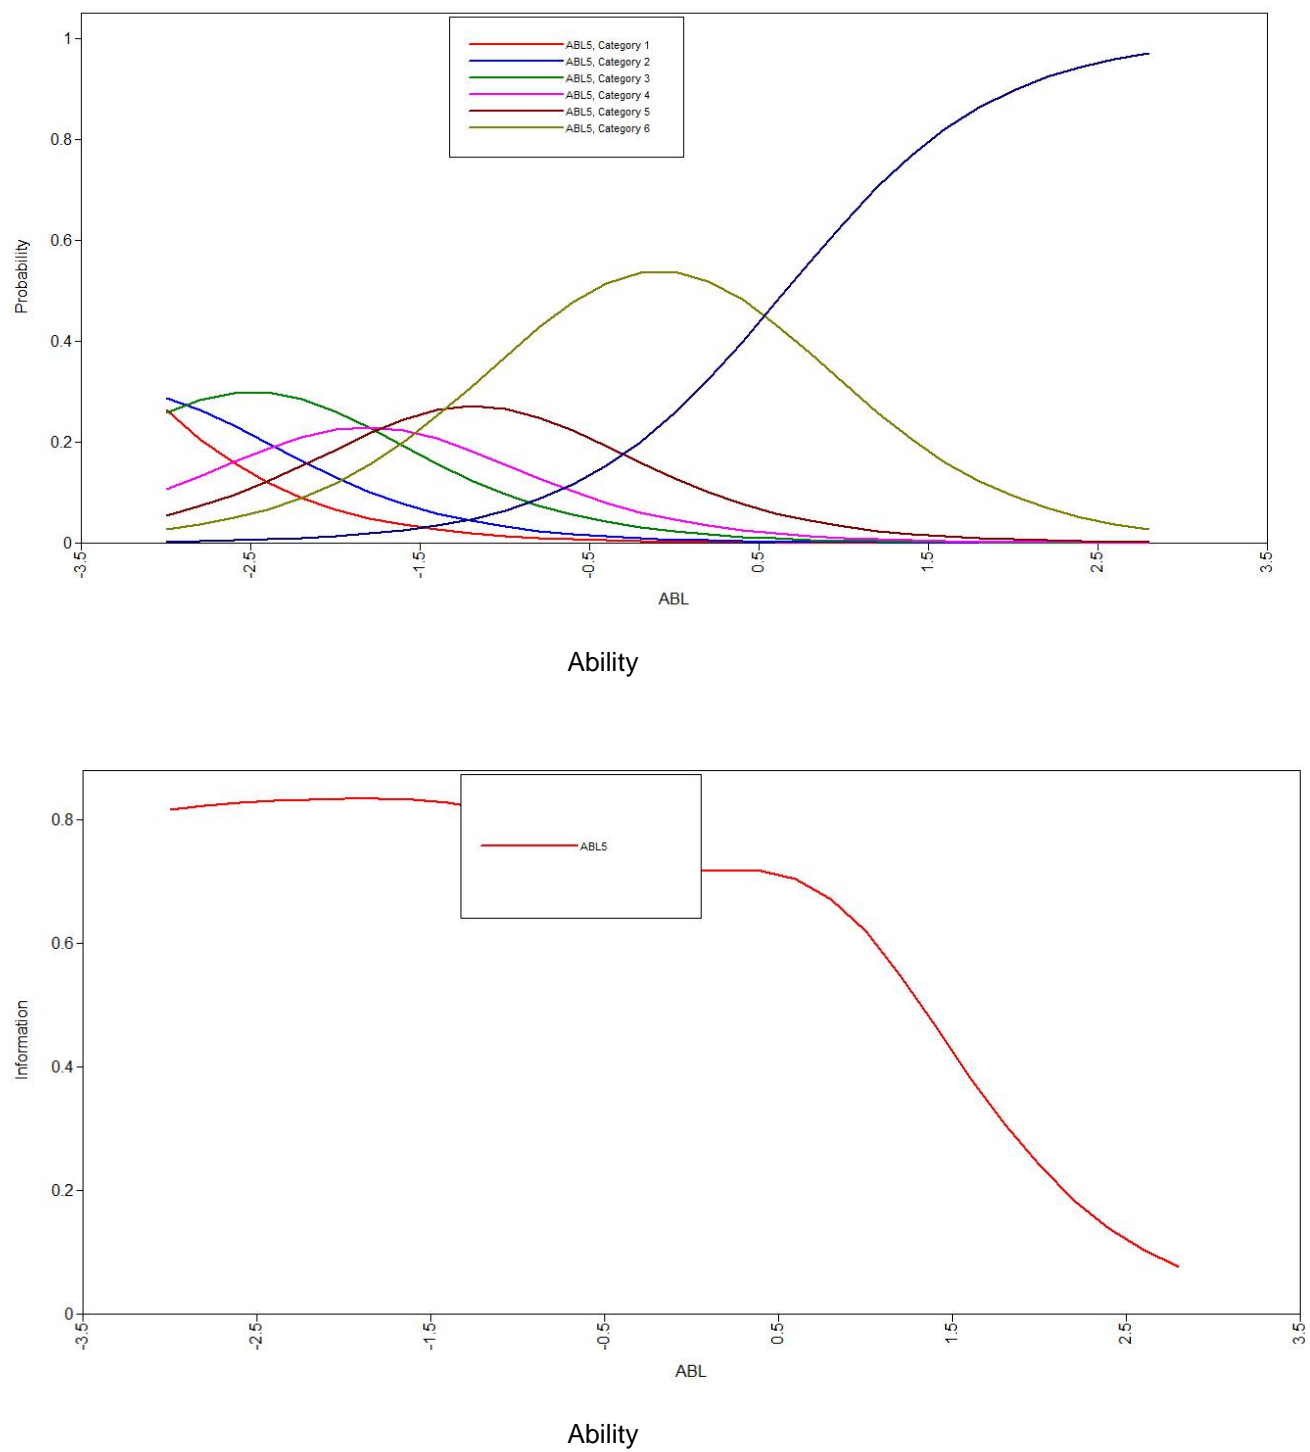 1
0.8
0.6
0.4
0.2
0
Probability
ABL5, Category 1
ABL5, Category 2
ABL5, Category 3
ABL5, Category 4
ABL5, Category 5
ABL5, Category 6
-3.5
-2.5
-1.5
-0.5
0.5
1.5
2.5
3.5
ABL
Ability
0.8
0.6
0.4
0.2
0
Information
ABL5
-3.5
-2.5
-1.5
-0.5
0.5
1.5
2.5
3.5
ABL
Ability